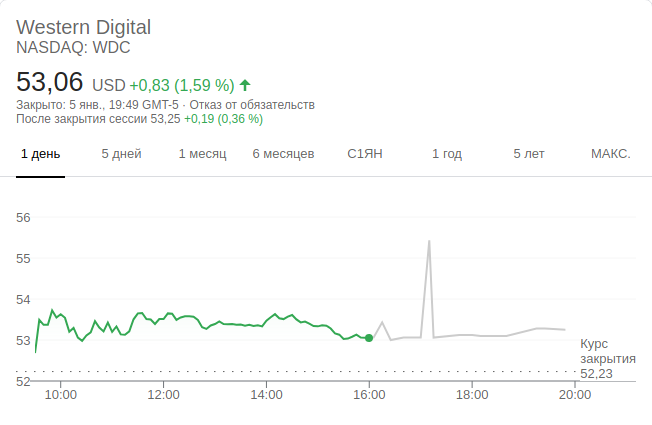 Western Digital
NASDAQ: WDC
53,06 USD +0,83 (1,59 %)
Закрыто: 5 янв., 19:49 GMT-5 · Отказ от обязательств
После закрытия сессии 53,25 +0,19 (0,36 %)
1 день 5 дней 1 месяц 6 месяцев С1ЯН 1 год 5 лет МАКС.
56
55
54
53
Курс
закрытия
52,23
52
10:00 12:00 14:00 16:00 18:00 20:00